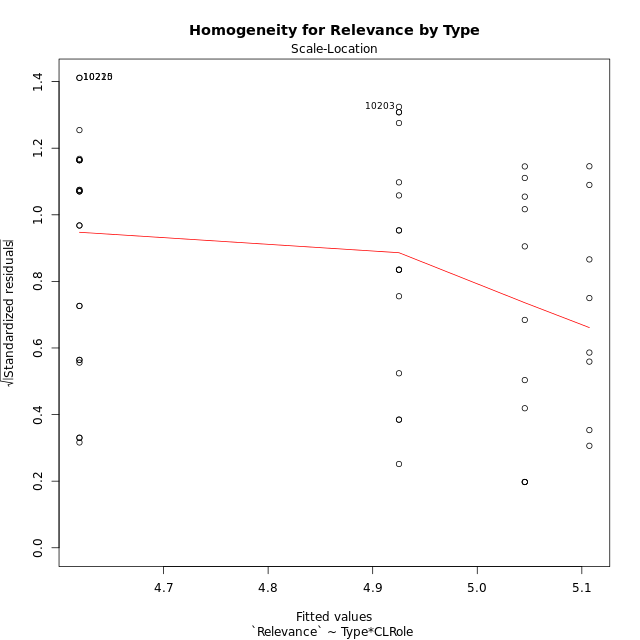 Homogeneity for Relevance by Type
Scale-Location
1.4
1.2
1.0
0.8
0.6
0.4
0.2
0.0
√|Standardized residuals|
10203
4.7 4.8 4.9 5.0 5.1
Fitted values
`Relevance` ~ Type*CLRole